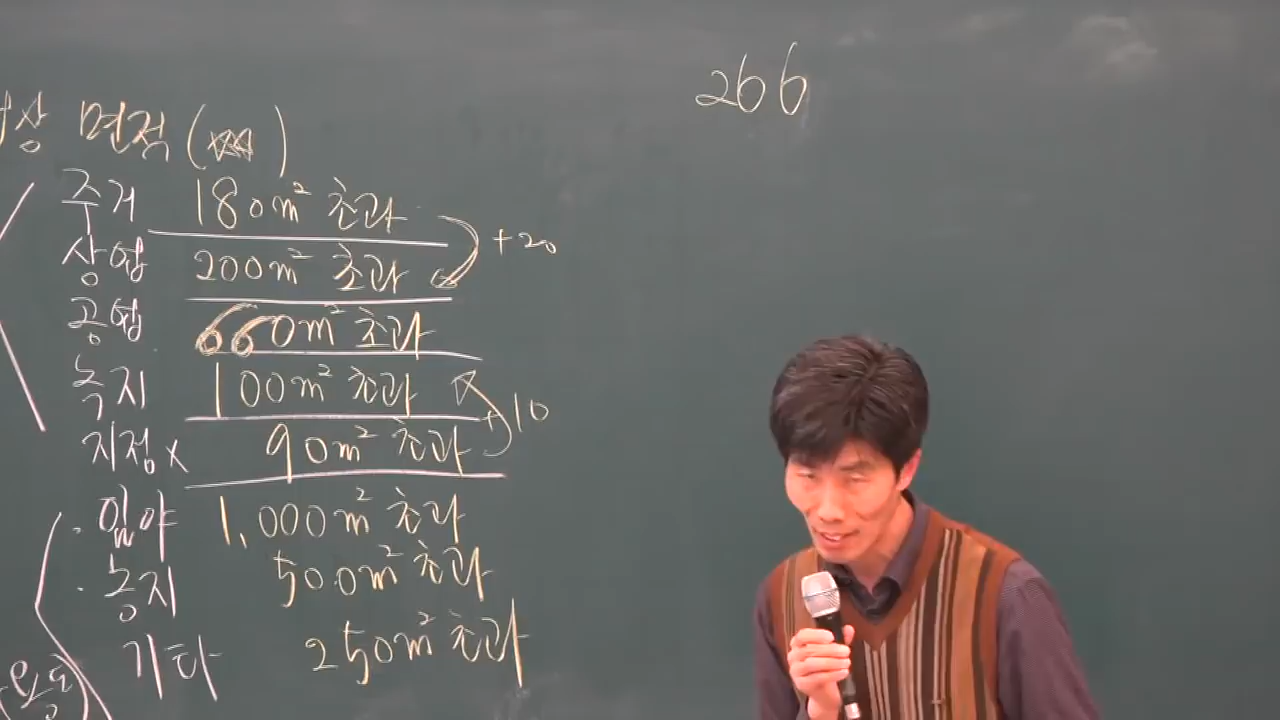 266
상 면적 (
주거 180m² 초과
+20
상업 200m² 초과
공업 660m² 초과
녹지 100m² 초과
+10
지정 x 90m² 초과
· 임야 1,000m² 초과
· 농지 500m² 초과
기타 250m² 초과